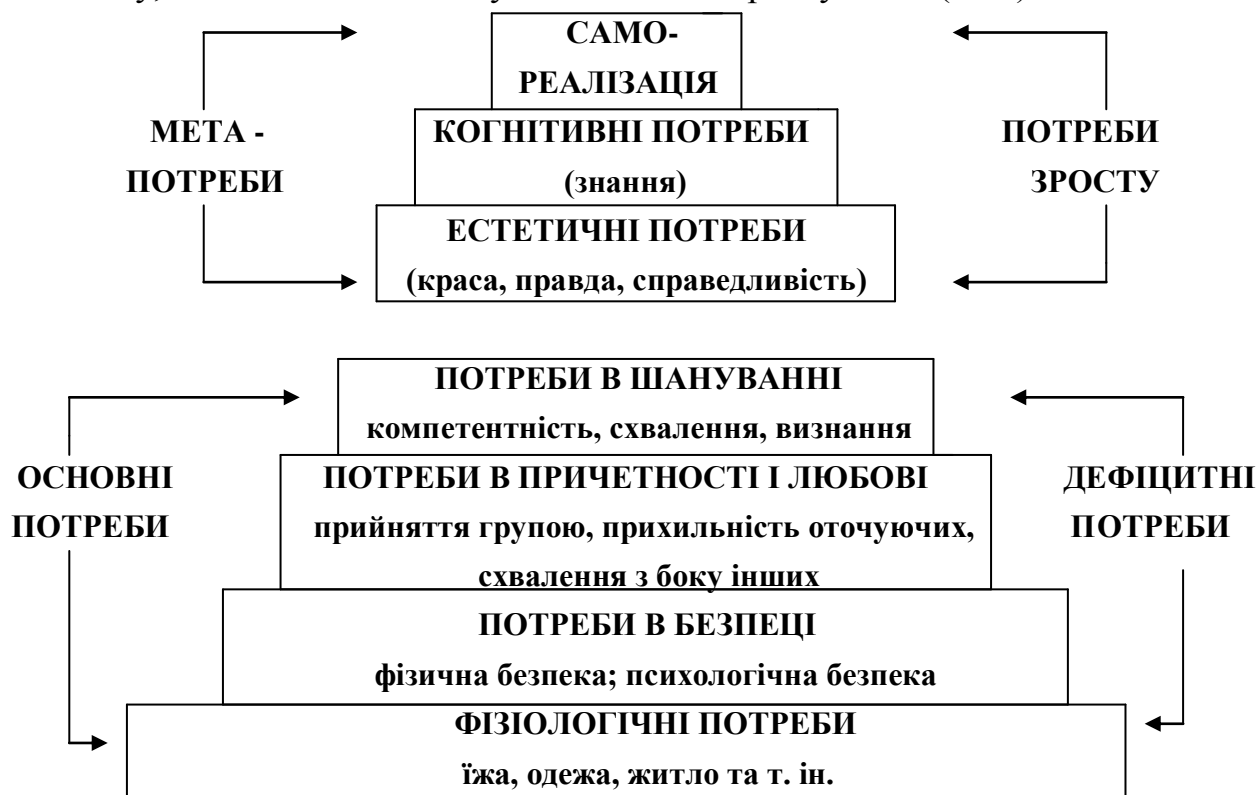 САМО-
РЕАЛІЗАЦІЯ
МЕТА -
ПОТРЕБИ
КОГНІТИВНІ ПОТРЕБИ
(знання)
ПОТРЕБИ
ЗРОСТУ
ЕСТЕТИЧНІ ПОТРЕБИ
(краса, правда, справедливість)
ПОТРЕБИ В ШАНУВАННІ
компетентність, схвалення, визнання
ОСНОВНІ
ПОТРЕБИ
ПОТРЕБИ В ПРИЧЕТНОСТІ І ЛЮБОВІ
прийняття групою, прихильність оточуючих,
схвалення з боку інших
ДЕФІЦИТНІ
ПОТРЕБИ
ПОТРЕБИ В БЕЗПЕЦІ
фізична безпека; психологічна безпека
ФІЗІОЛОГІЧНІ ПОТРЕБИ
їжа, одежа, житло та т. ін.